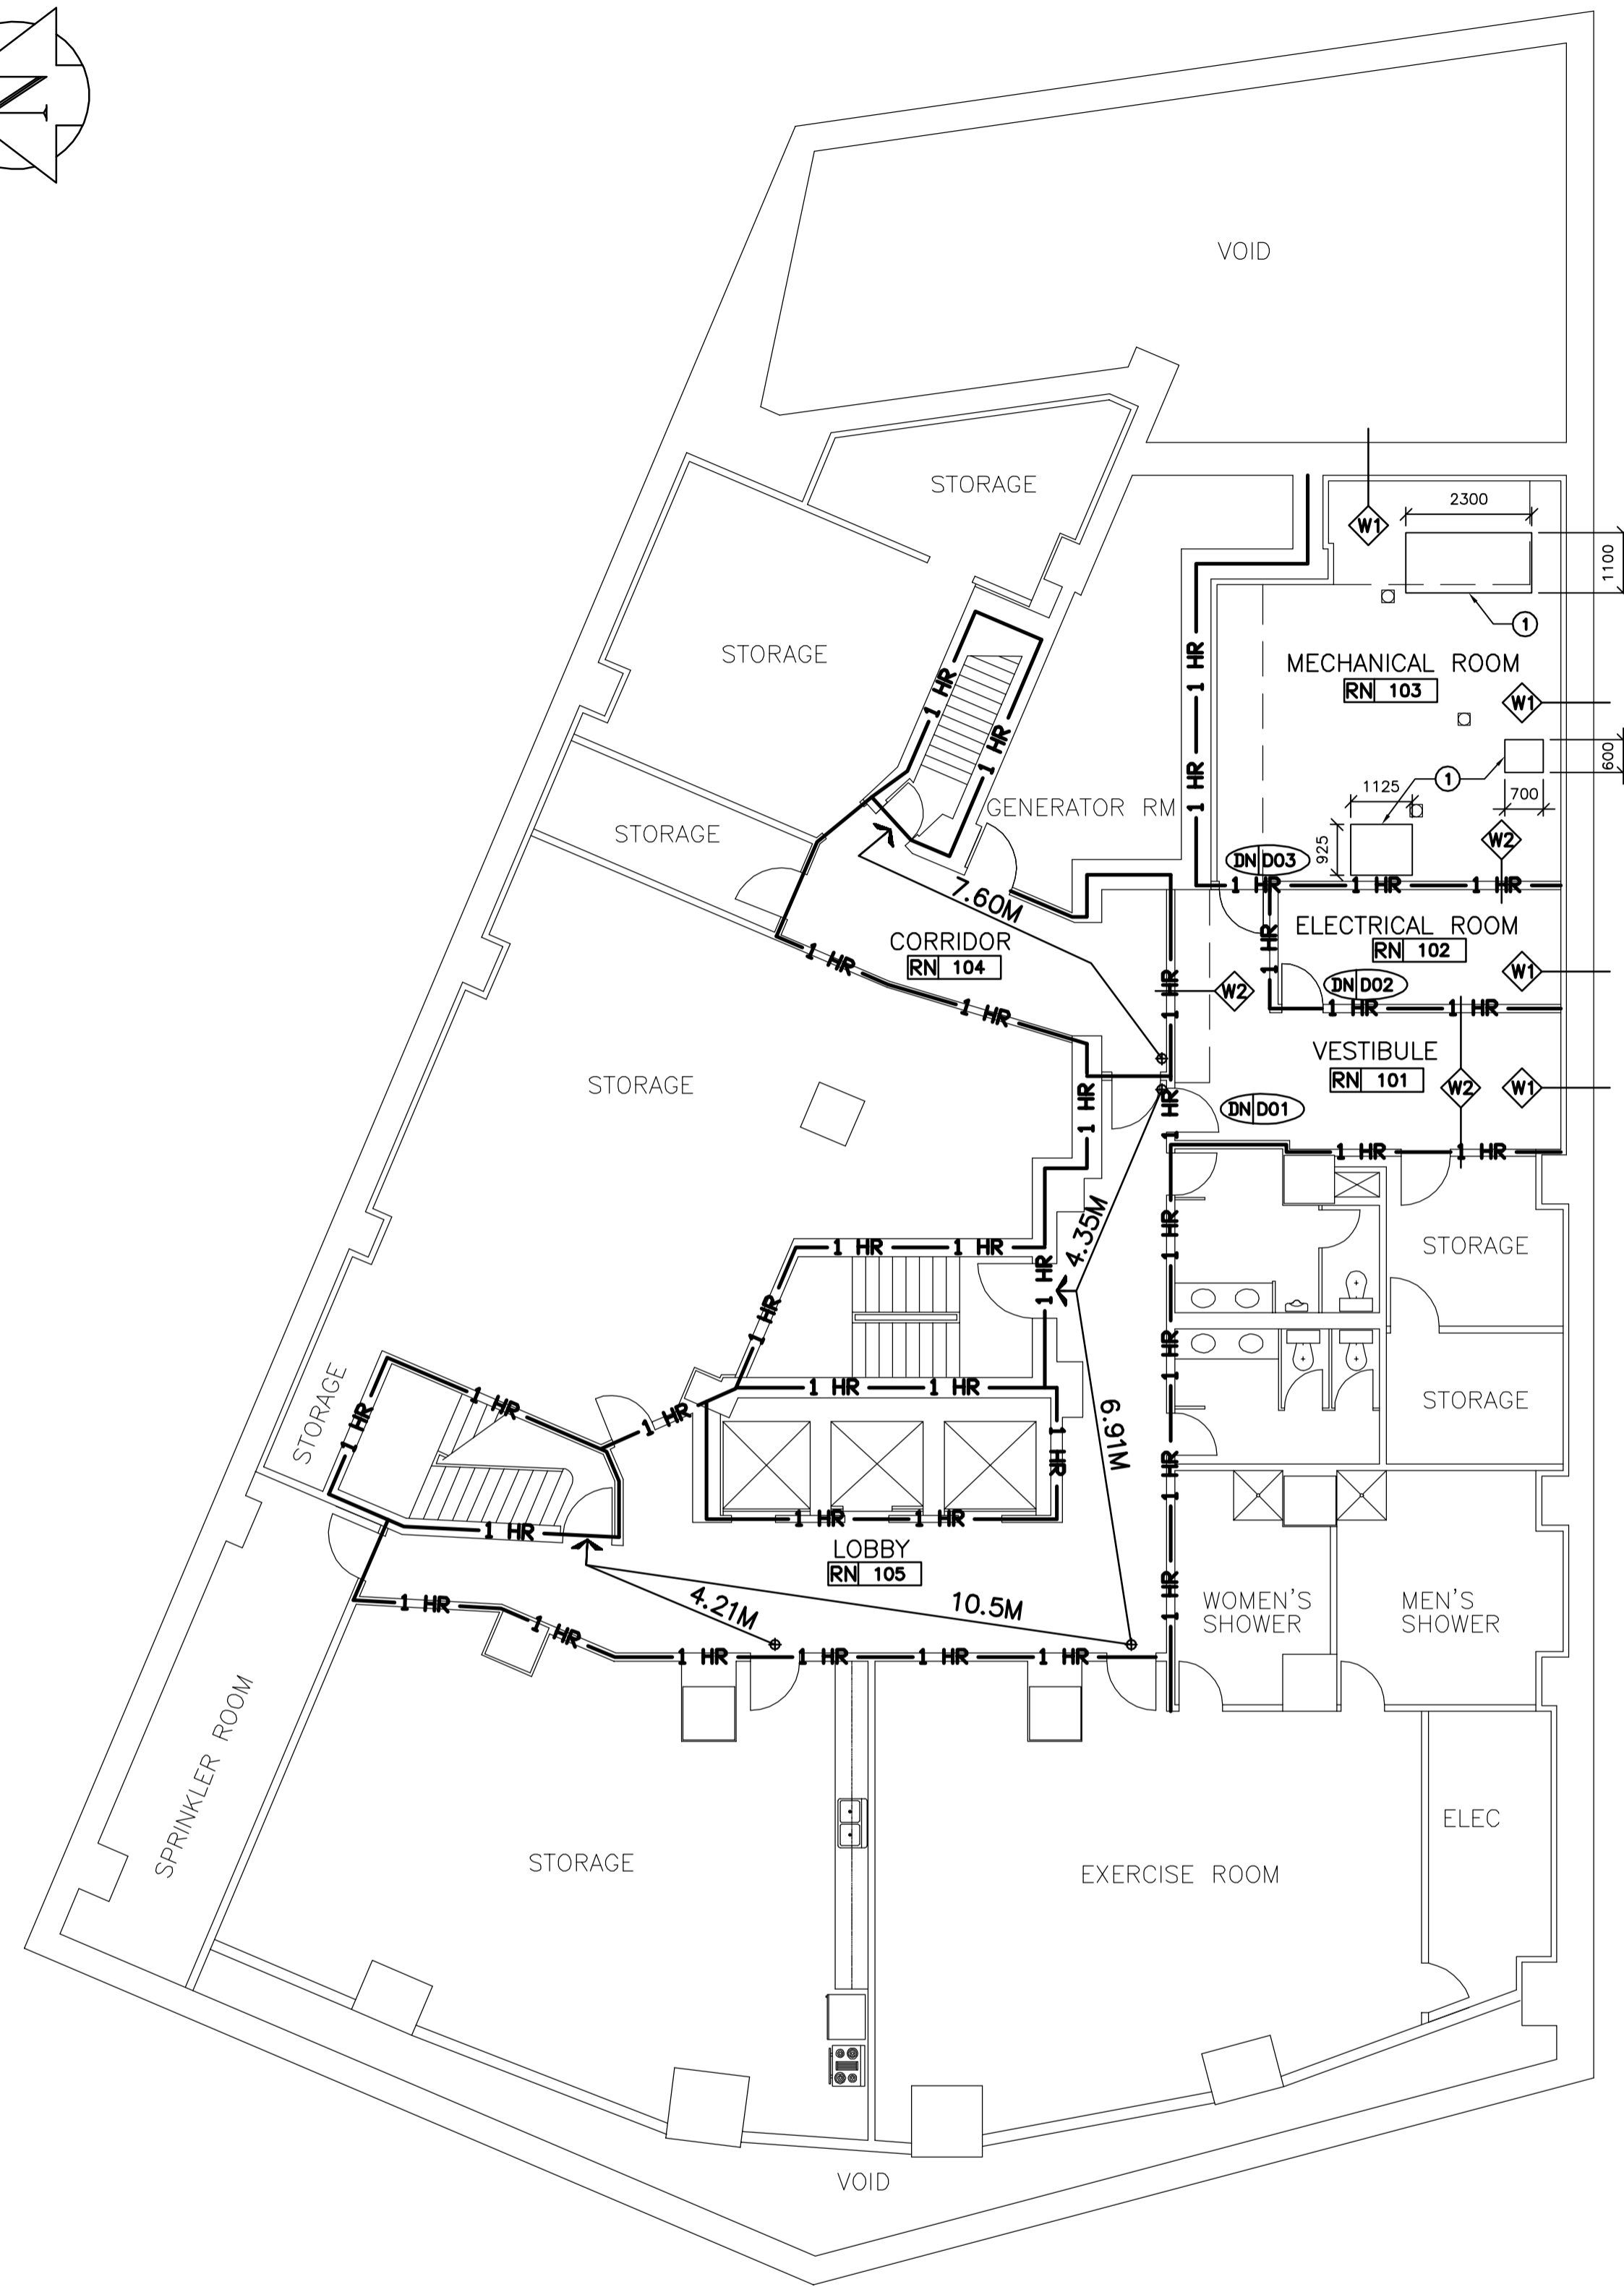 N
VOID
STORAGE
2300
W1
1100
1
STORAGE
1 HR
1 HR
1 HR
1 HR
1 HR
MECHANICAL ROOM
RN 103
W1
600
1
700
1125
925
GENERATOR RM
STORAGE
W2
DN D03
1 HR
1 HR
1 HR
7.60M
CORRIDOR
RN 104
1 HR
1 HR
1 HR
1 HR
ELECTRICAL ROOM
RN 102
W1
W2
DN D02
1 HR
1 HR
VESTIBULE
RN 101
W2
W1
DN D01
STORAGE
1 HR
1 HR
1 HR
1 HR
4.35M
1 HR
STORAGE
1 HR
1 HR
1 HR
1 HR
1 HR
1 HR
1 HR
STORAGE
STORAGE
1 HR
1 HR
1 HR
6.91M
1 HR
1 HR
1 HR
1 HR
1 HR
LOBBY
RN 105
4.21M
10.5M
1 HR
WOMEN'S
SHOWER
MEN'S
SHOWER
1 HR
1 HR
1 HR
1 HR
1 HR
1 HR
SPRINKLER ROOM
STORAGE
EXERCISE ROOM
ELEC
VOID